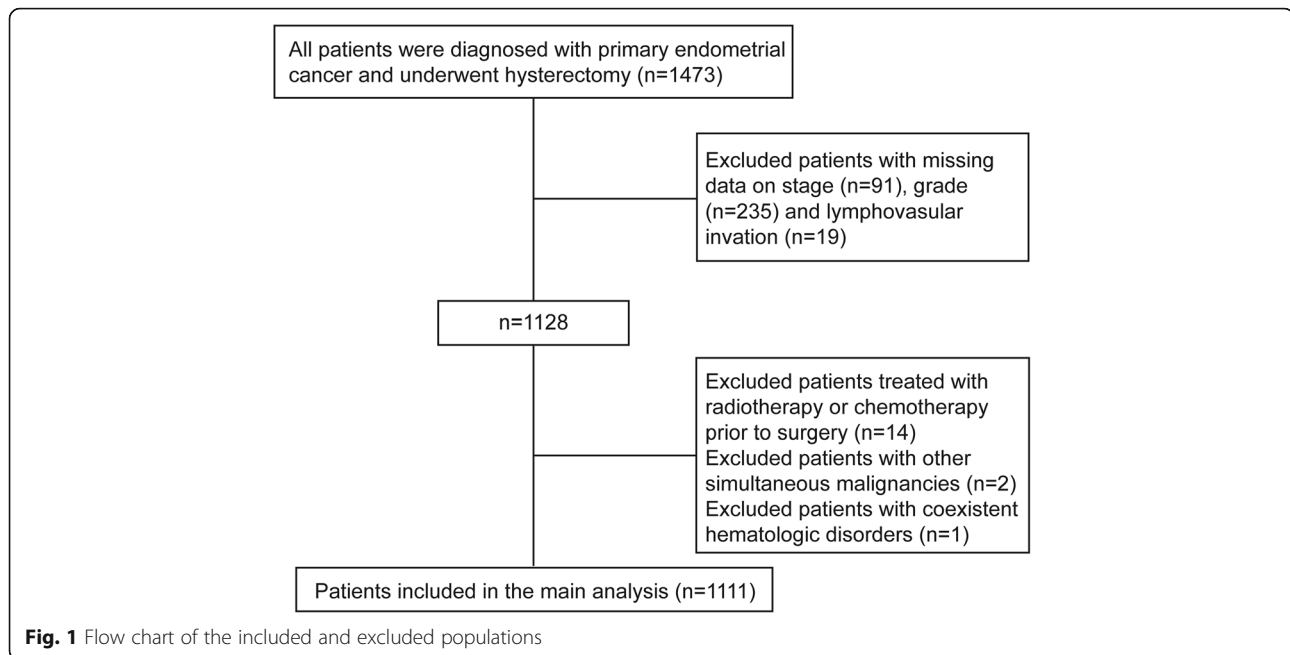 All patients were diagnosed with primary endometrial
cancer and underwent hysterectomy (n=1473)
Excluded patients with missing
data on stage (n=91), grade
(n=235) and lymphovascular
invation (n=19)
n=1128
Excluded patients treated with
radiotherapy or chemotherapy
prior to surgery (n=14)
Excluded patients with other
simultaneous malignancies (n=2)
Excluded patients with coexistent
hematologic disorders (n=1)
Patients included in the main analysis (n=1111)
Fig. 1 Flow chart of the included and excluded populations